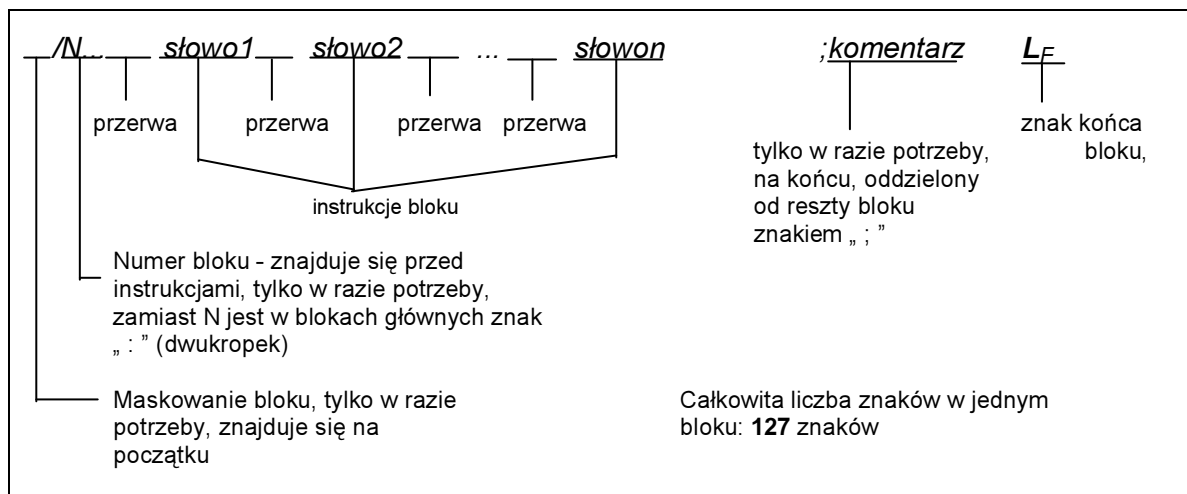 /N... słowo1 słowo2 ... słowon ;komentarz LF
przerwa przerwa przerwa przerwa
znak końca
bloku,
tylko w razie potrzeby,
na końcu, oddzielony
od reszty bloku
znakiem „ ; ”
instrukcje bloku
Numer bloku - znajduje się przed
instrukcjami, tylko w razie potrzeby,
zamiast N jest w blokach głównych znak
„ : ” (dwukropek)
Maskowanie bloku, tylko w razie
potrzeby, znajduje się na
początku
Całkowita liczba znaków w jednym
bloku: 127 znaków